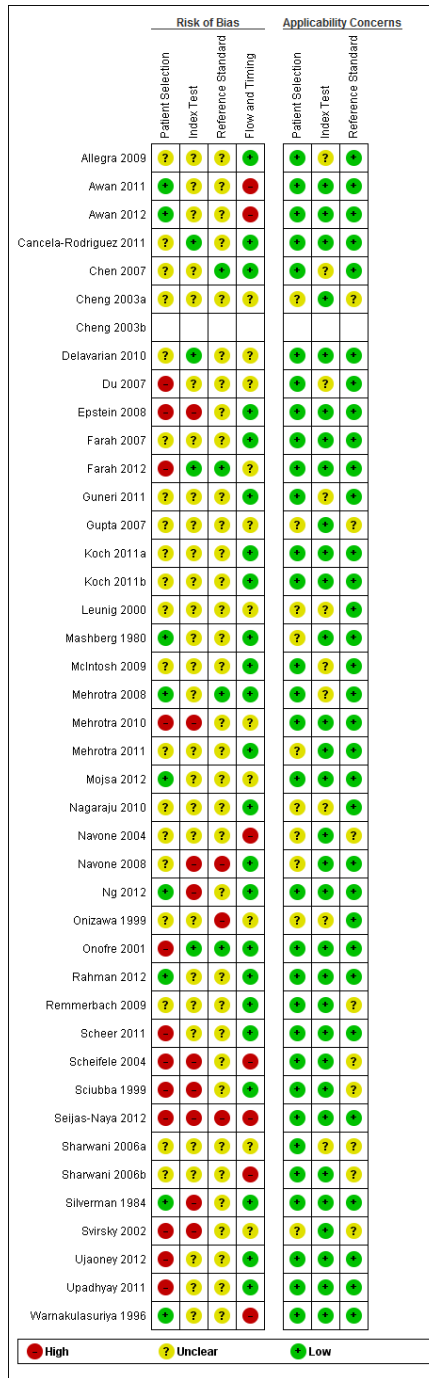 Risk of Bias Applicability Concerns
Patient Selection
Index Test
Reference Standard
Flow and Timing
Patient Selection
Index Test
Reference Standard
Allegra 2009 ? ? ? + + ? +
Awan 2011 + ? ? - + + +
Awan 2012 + ? ? - + + +
Cancela-Rodriguez 2011 ? + ? + + + +
Chen 2007 ? ? + + + ? +
Cheng 2003a ? ? ? ? ? + ?
Cheng 2003b
Delavarian 2010 ? + ? ? + + +
Du 2007 - ? ? ? + ? +
Epstein 2008 - - ? + + + +
Farah 2007 ? ? ? + + + +
Farah 2012 - + + ? + + +
Guneri 2011 ? ? ? + + ? +
Gupta 2007 ? ? ? ? ? + ?
Koch 2011a ? ? ? + + + +
Koch 2011b ? ? ? + + + +
Leunig 2000 ? ? ? ? ? ? +
Mashberg 1980 + ? ? + ? + +
McIntosh 2009 ? ? ? + + ? +
Mehrotra 2008 + ? + + + ? +
Mehrotra 2010 - - ? ? + + +
Mehrotra 2011 ? ? ? + ? + +
Mojsa 2012 + ? ? ? + + +
Nagaraju 2010 ? ? ? + ? ? +
Navone 2004 ? ? ? - ? + ?
Navone 2008 ? - - + ? + +
Ng 2012 + - ? + + + +
Onizawa 1999 ? ? - ? ? ? +
Onofre 2001 - + + + + + +
Rahman 2012 + ? ? + + + +
Remmerbach 2009 ? ? ? + + + ?
Scheer 2011 - ? ? + + + +
Scheifele 2004 - - ? - + + ?
Sciubba 1999 - - ? + + + ?
Seijas-Naya 2012 - - - - + + +
Sharwani 2006a ? ? ? ? + ? ?
Sharwani 2006b ? ? ? - + + ?
Silverman 1984 + - ? + + + +
Svirsky 2002 - - ? ? ? + ?
Ujaoney 2012 - ? ? + + + +
Upadhyay 2011 - ? ? + + + +
Warnakulasuriya 1996 + ? ? - + + +
- High ? Unclear + Low